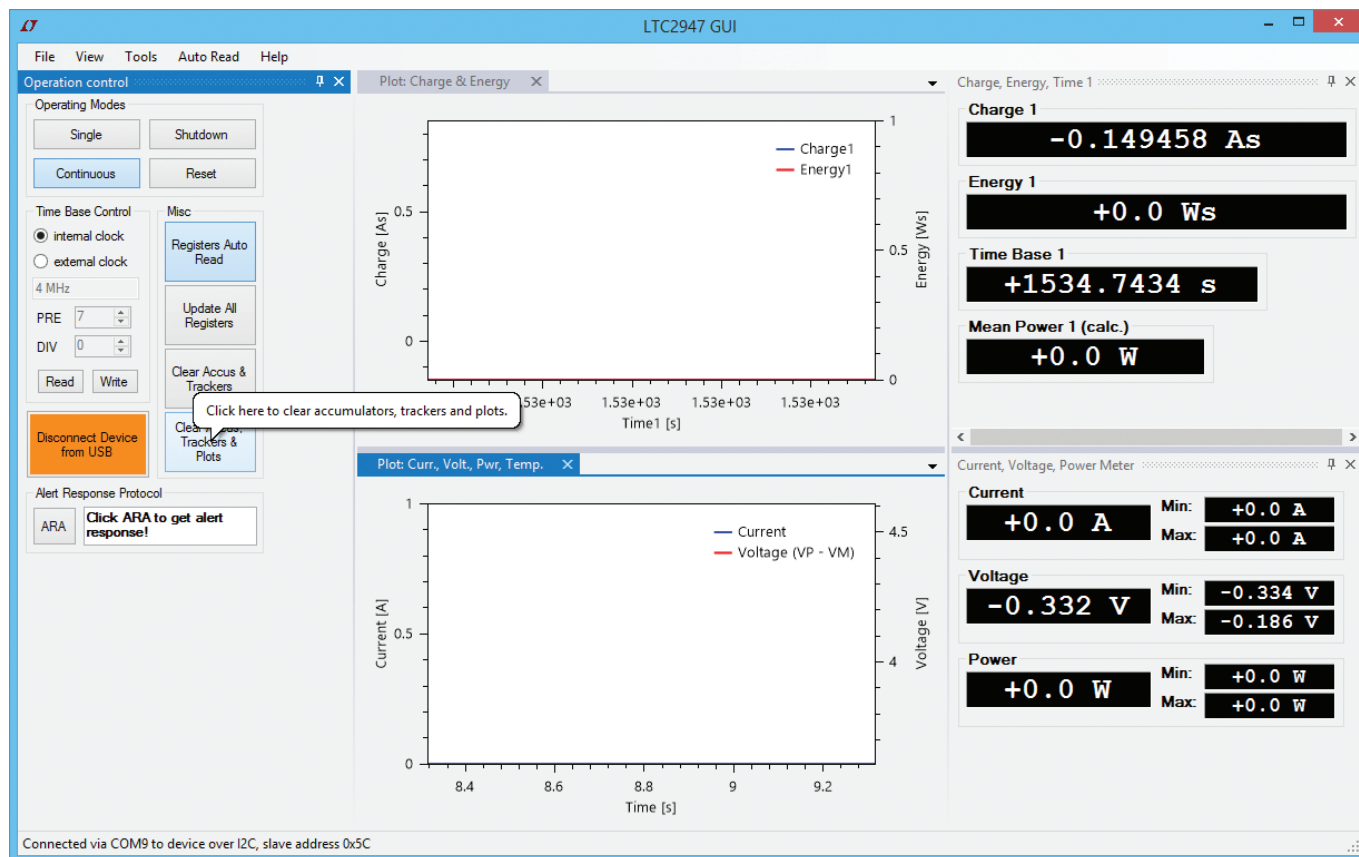 LTC2947 GUI
File View Tools Auto Read Help
Operation control
Operating Modes
Single
Shutdown
Continuous
Reset
Time Base Control
internal clock
external clock
4 MHz
PRE 7
DIV 0
Read
Write
Misc
Registers Auto
Read
Update All
Registers
Clear Accus &
Trackers
Click here to clear accumulators, trackers and plots.
Trackers &
Plots
Disconnect Device
from USB
Alert Response Protocol
ARA
Click ARA to get alert
response!
Plot: Charge & Energy
Charge1
Energy1
Charge [As]
0.5
0
Energy [Ws]
1
0.5
0
53e+03 1.53e+03 1.53e+03 1.53e+03
Time1 [s]
Plot: Curr., Volt., Pwr, Temp.
Current
Voltage (VP - VM)
Current [A]
1
0.5
0
Voltage [V]
4.5
4
8.4 8.6 8.8 9 9.2
Time [s]
Charge, Energy, Time 1
Charge 1
-0.149458 As
Energy 1
+0.0 Ws
Time Base 1
+1534.7434 s
Mean Power 1 (calc.)
+0.0 W
Current, Voltage, Power Meter
Current
+0.0 A
Min: +0.0 A
Max: +0.0 A
Voltage
-0.332 V
Min: -0.334 V
Max: -0.186 V
Power
+0.0 W
Min: +0.0 W
Max: +0.0 W
Connected via COM9 to device over I2C, slave address 0x5C